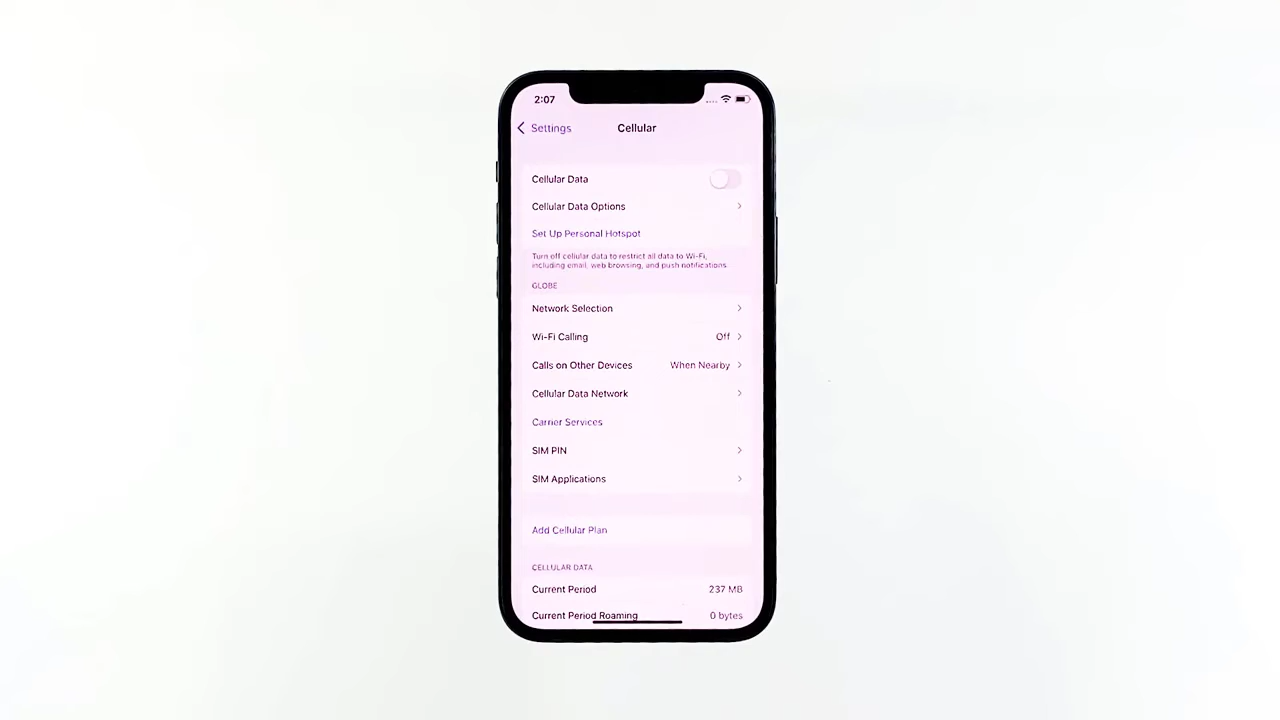 2:07
Settings
Cellular
Cellular Data
Cellular Data Options
Set Up Personal Hotspot
Turn off cellular data to restrict all data to Wi-Fi,
including email, web browsing, and push notifications.
GLOBE
Network Selection
Wi-Fi Calling Off
Calls on Other Devices When Nearby
Cellular Data Network
Carrier Services
SIM PIN
SIM Applications
Add Cellular Plan
CELLULAR DATA
Current Period 237 MB
Current Period Roaming 0 bytes